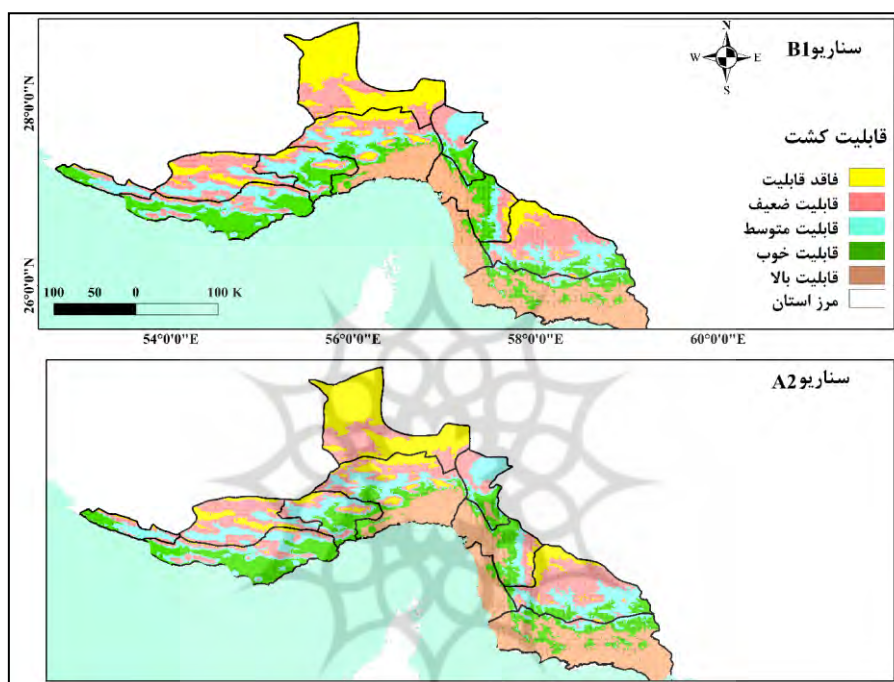 سناریو B1
N
W E
S
قابلیت کشت
فاقد قابلیت
قابلیت ضعیف
قابلیت متوسط
قابلیت خوب
قابلیت بالا
مرز استان
28°0'0"N
26°0'0"N
100 50 0 100 K
54°0'0"E 56°0'0"E 58°0'0"E 60°0'0"E
سناریو A2